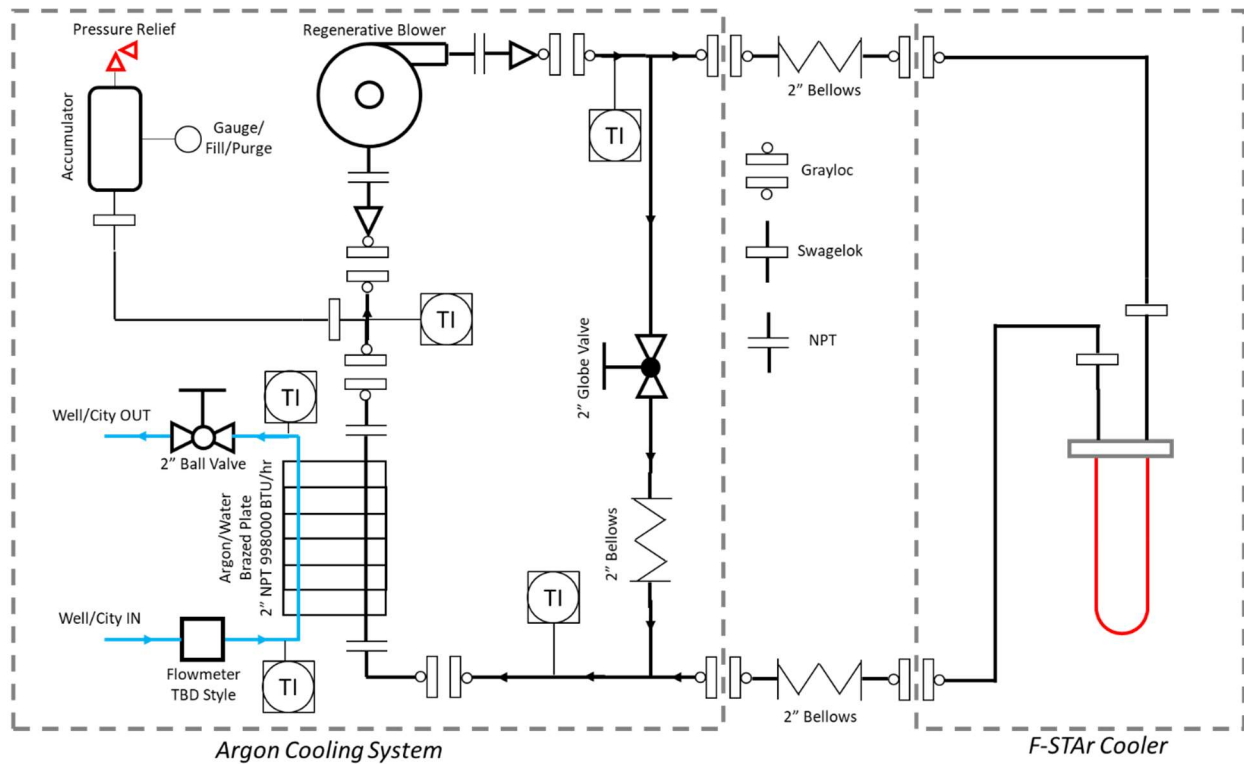 Pressure Relief
Regenerative Blower
Accumulator
Gauge/
Fill/Purge
2" Bellows
TI
Grayloc
Swagelok
NPT
TI
2" Globe Valve
TI
Well/City OUT
2" Ball Valve
Argon/Water
Brazed Plate
2" NPT 998000 BTU/hr
2" Bellows
TI
Well/City IN
Flowmeter
TBD Style
TI
2" Bellows
Argon Cooling System
F-STAr Cooler